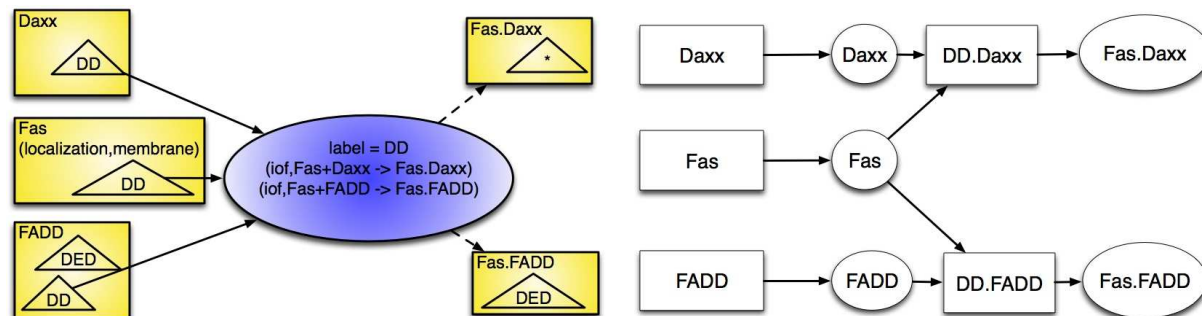 Daxx
DD
Fas
(localization,membrane)
DD
FADD
DED
DD
label = DD
(iof,Fas+Daxx -> Fas.Daxx)
(iof,Fas+FADD -> Fas.FADD)
Fas.Daxx
*
Fas.FADD
DED
Daxx
Daxx
DD.Daxx
Fas.Daxx
Fas
Fas
FADD
FADD
DD.FADD
Fas.FADD